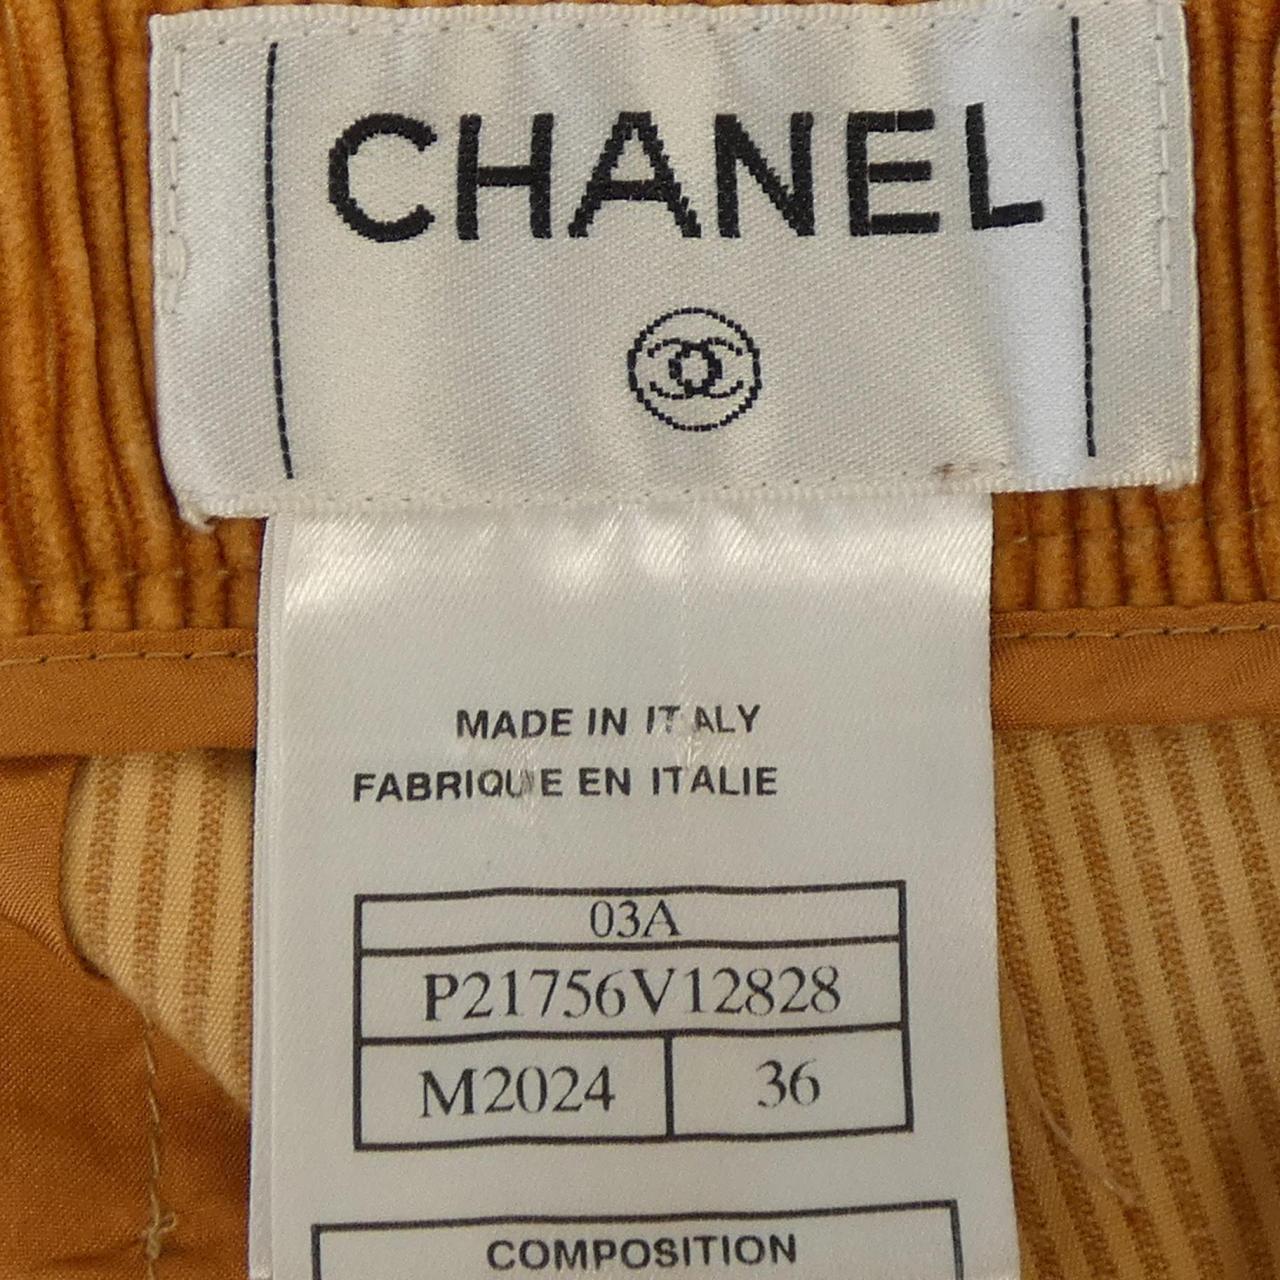 CHANEL
MADE IN ITALY
FABRIQUE EN ITALIE
03A
P21756V12828
M2024 36
COMPOSITION